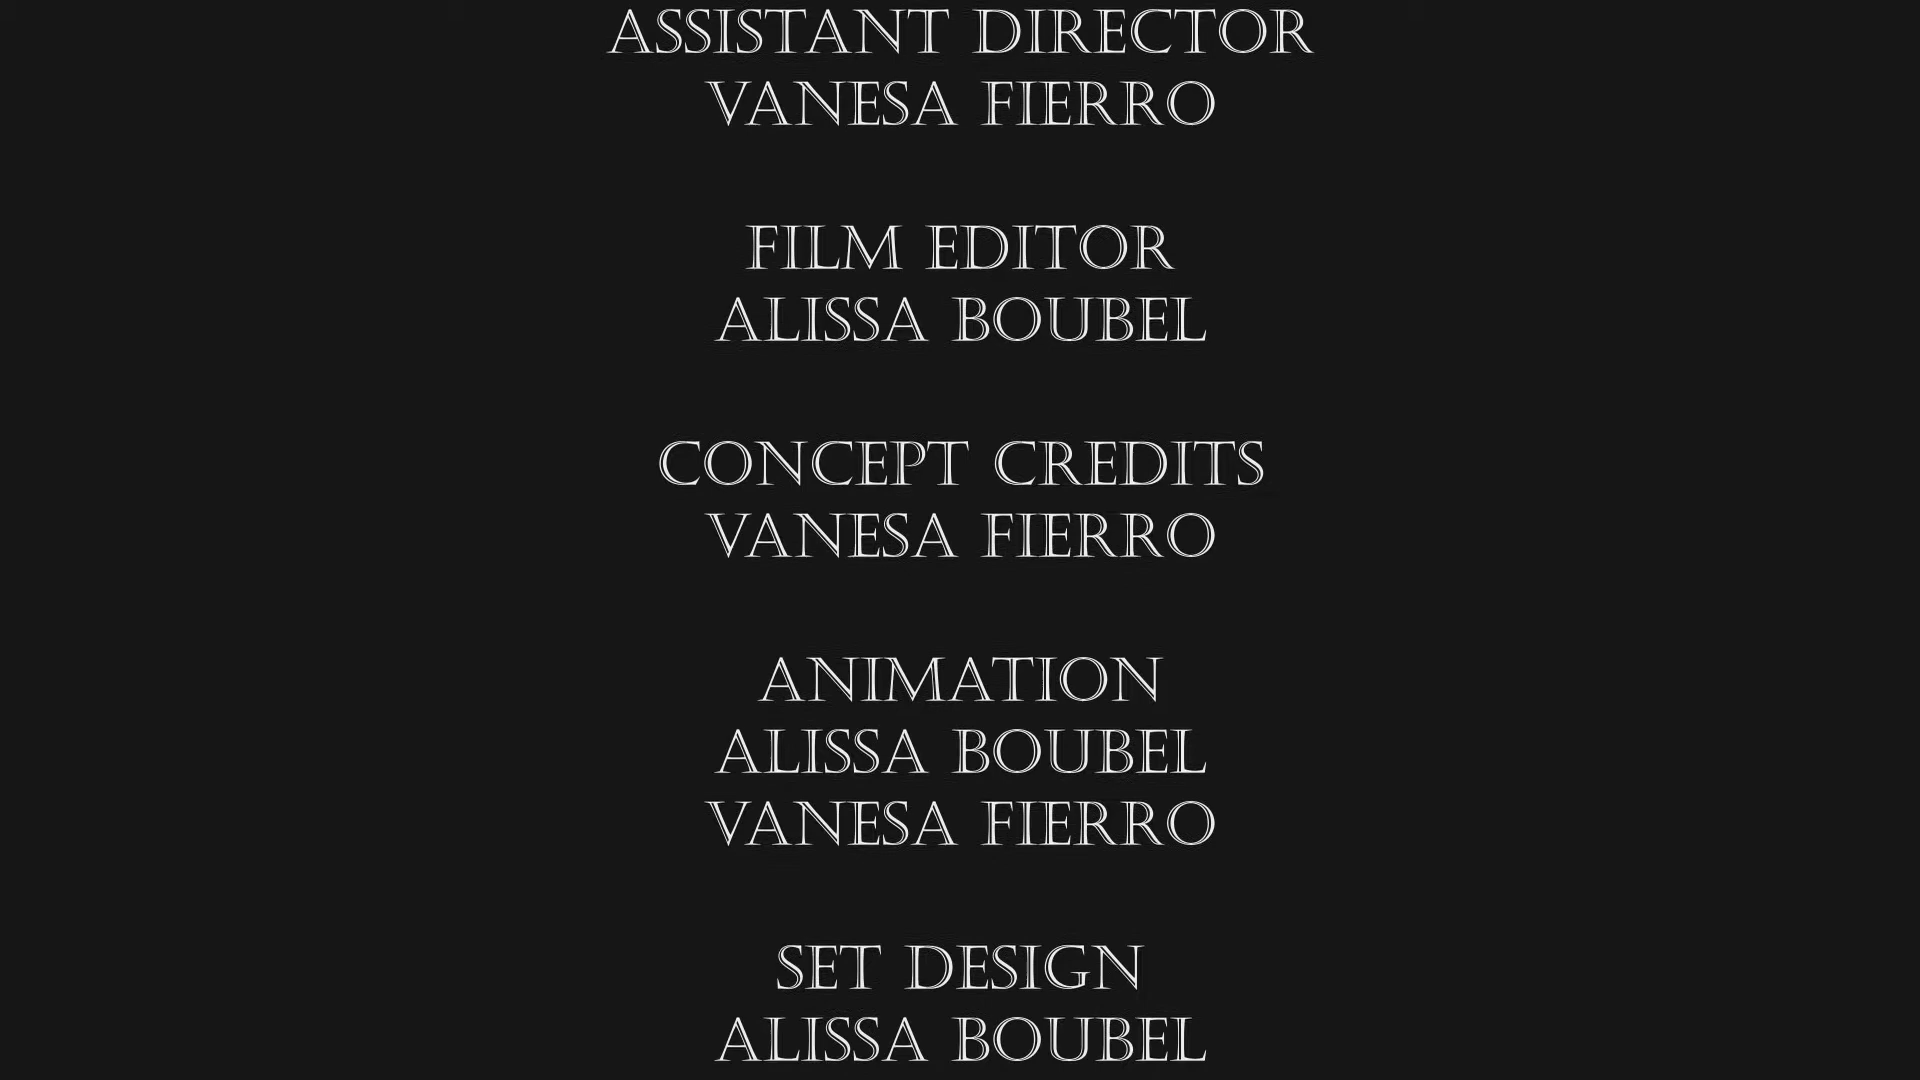 ASSISTANT DIRECTOR
VANESA FIERRO
FILM EDITOR
ALISSA BOUBEL
CONCEPT CREDITS
VANESA FIERRO
ANIMATION
ALISSA BOUBEL
VANESA FIERRO
SET DESIGN
ALISSA BOUBEL